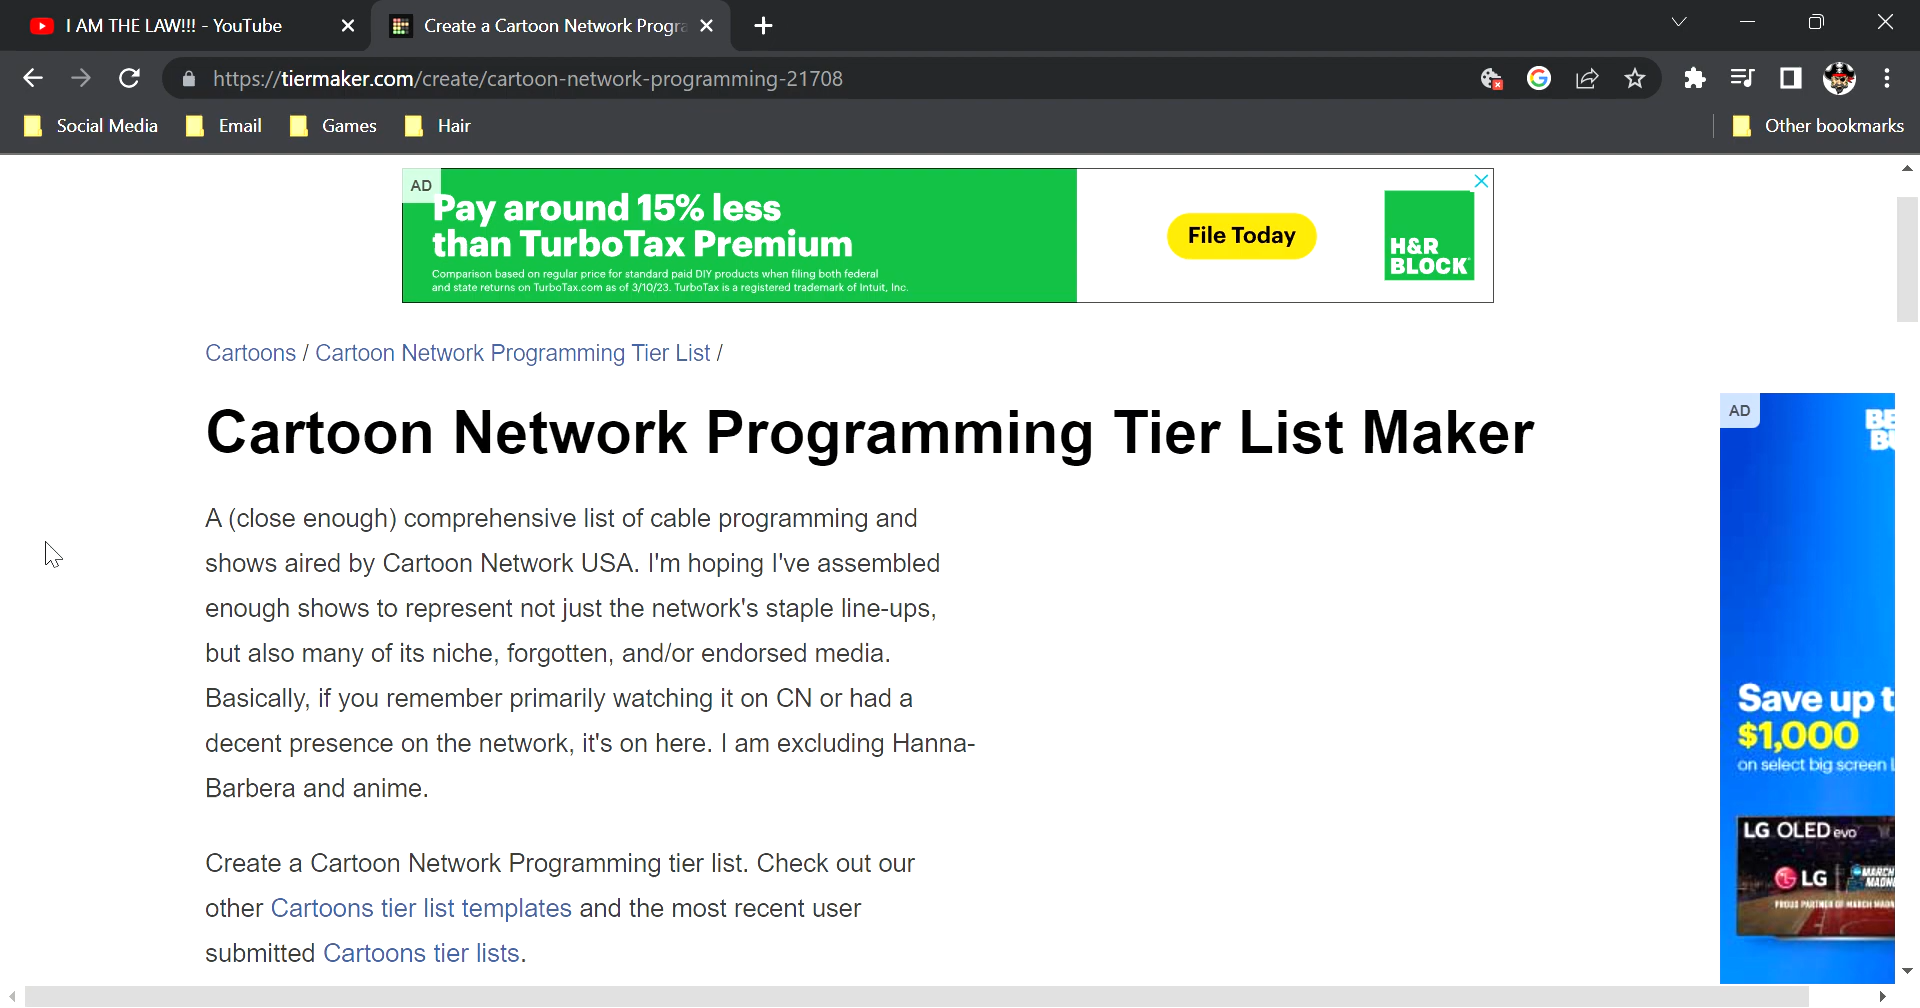 I AM THE LAW!!! - YouTube
Create a Cartoon Network Progra
https://tiermaker.com/create/cartoon-network-programming-21708
Social Media
Email
Games
Hair
Other bookmarks
AD
Pay around 15% less
than TurboTax Premium
Comparison based on regular price for standard paid DIY products when filing both federal
and state returns on TurboTax.com as of 3/10/23. TurboTax is a registered trademark of Intuit, Inc.
File Today
H&R
BLOCK
Cartoons / Cartoon Network Programming Tier List /
Cartoon Network Programming Tier List Maker
A (close enough) comprehensive list of cable programming and
shows aired by Cartoon Network USA. I'm hoping I've assembled
enough shows to represent not just the network's staple line-ups,
but also many of its niche, forgotten, and/or endorsed media.
Basically, if you remember primarily watching it on CN or had a
decent presence on the network, it's on here. I am excluding Hanna-
Barbera and anime.
Create a Cartoon Network Programming tier list. Check out our
other Cartoons tier list templates and the most recent user
submitted Cartoons tier lists.
AD
BE
BU
Save up t
$1,000
on select big screen L
LG OLED evo
LG
MARCH
MADN
PROUD PARTNER OF MARCH MADN